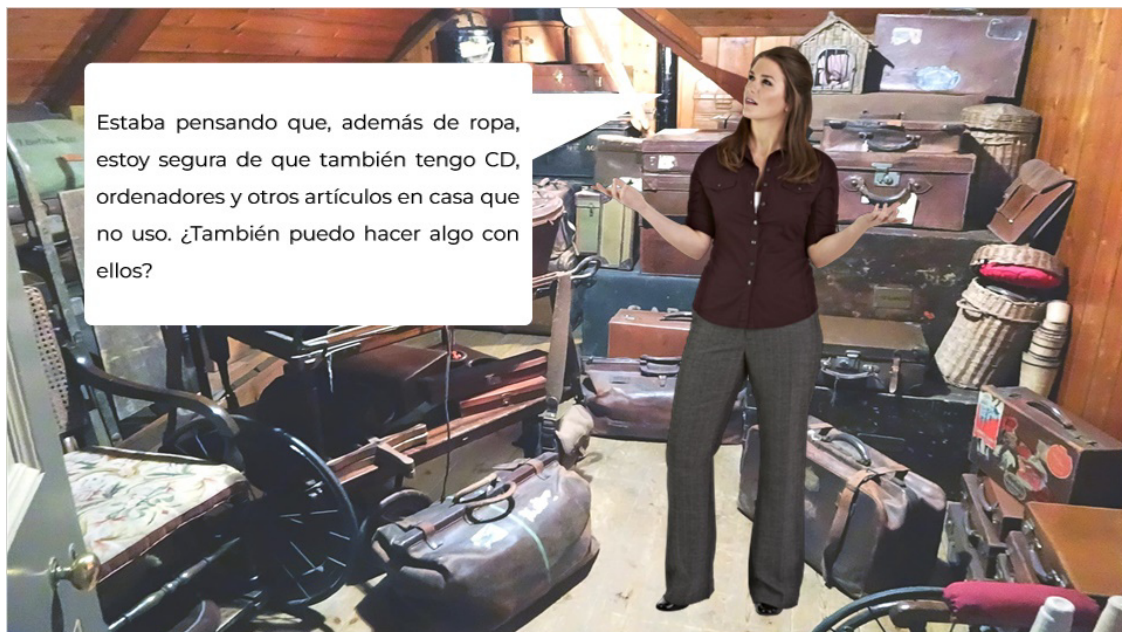 Estaba pensando que, además de ropa,
estoy segura de que también tengo CD,
ordenadores y otros artículos en casa que
no uso. ¿También puedo hacer algo con
ellos?